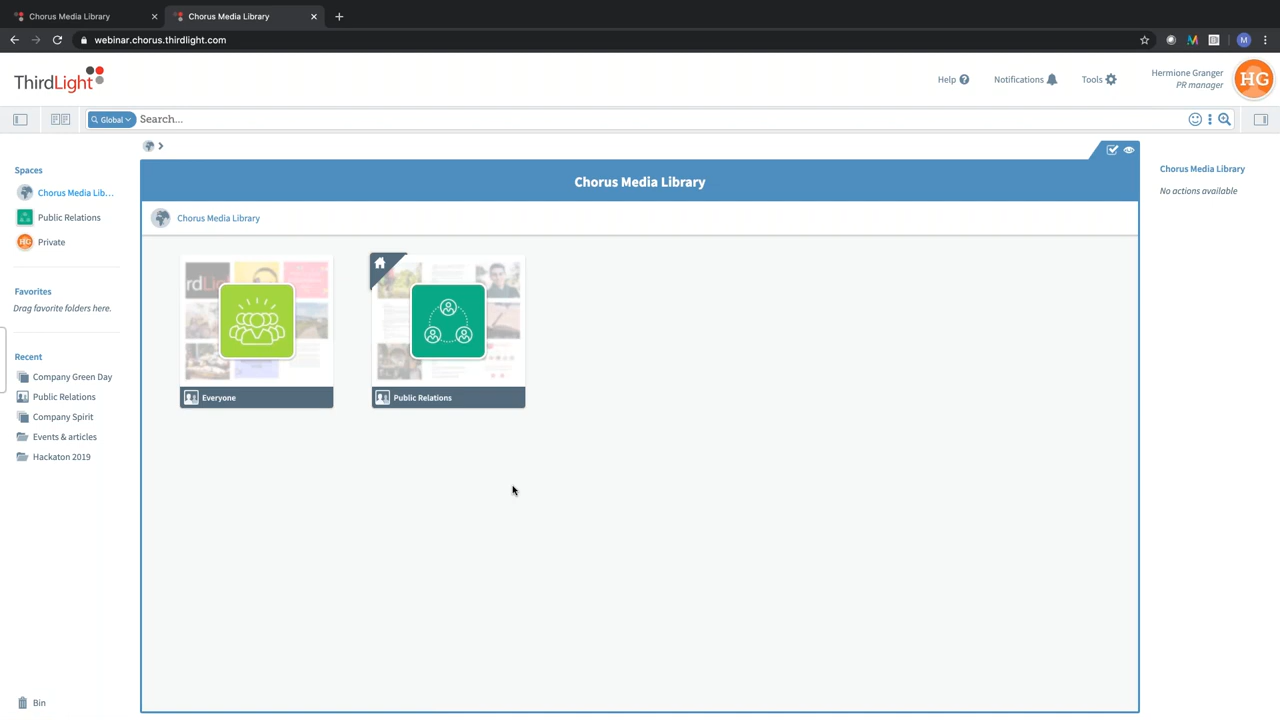 Chorus Media Library
Chorus Media Library
webinar.chorus.thirdlight.com
M
ThirdLight
Help
Notifications
Tools
Hermione Granger
PR manager
HG
Global
Search...
Spaces
Chorus Media Lib...
Public Relations
HG Private
Favorites
Drag favorite folders here.
Recent
Company Green Day
Public Relations
Company Spirit
Events & articles
Hackaton 2019
Bin
Chorus Media Library
Chorus Media Library
Everyone
Public Relations
Chorus Media Library
No actions available